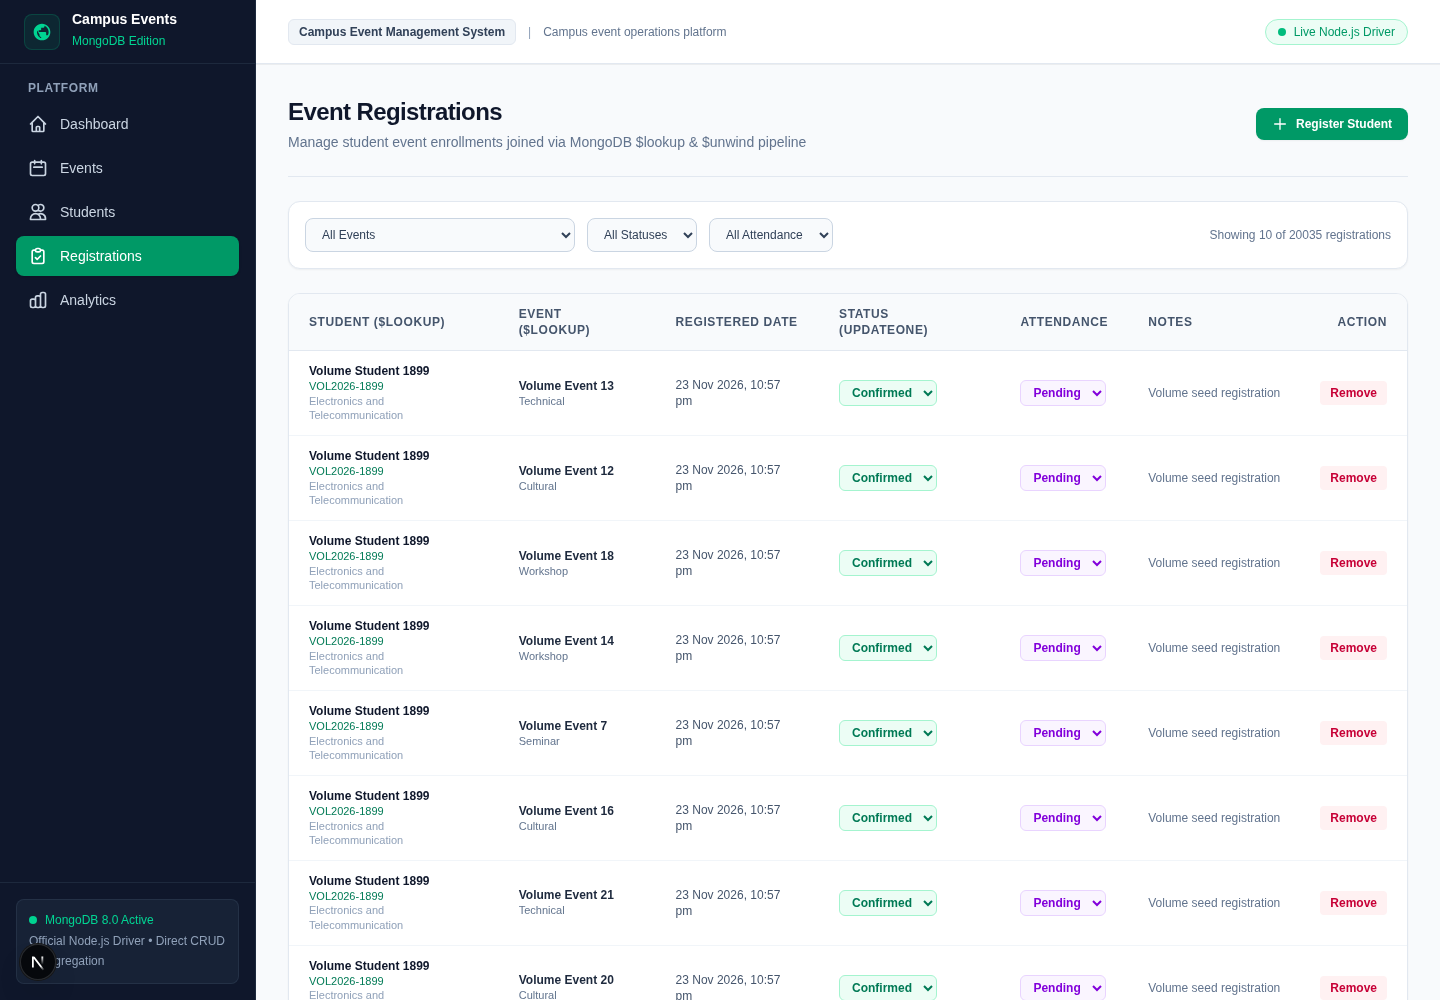 Campus Events
MongoDB Edition
PLATFORM
Dashboard
Events
Students
Registrations
Analytics
MongoDB 8.0 Active
Official Node.js Driver • Direct CRUD
gregation
Campus Event Management System | Campus event operations platform
Live Node.js Driver
Event Registrations
Manage student event enrollments joined via MongoDB $lookup & $unwind pipeline
Register Student
All Events
All Statuses
All Attendance
Showing 10 of 20035 registrations
STUDENT ($LOOKUP)
EVENT
($LOOKUP)
REGISTERED DATE
STATUS
(UPDATEONE)
ATTENDANCE
NOTES
ACTION
Volume Student 1899
VOL2026-1899
Electronics and
Telecommunication
Volume Event 13
Technical
23 Nov 2026, 10:57
pm
Confirmed
Pending
Volume seed registration
Remove
Volume Student 1899
VOL2026-1899
Electronics and
Telecommunication
Volume Event 12
Cultural
23 Nov 2026, 10:57
pm
Confirmed
Pending
Volume seed registration
Remove
Volume Student 1899
VOL2026-1899
Electronics and
Telecommunication
Volume Event 18
Workshop
23 Nov 2026, 10:57
pm
Confirmed
Pending
Volume seed registration
Remove
Volume Student 1899
VOL2026-1899
Electronics and
Telecommunication
Volume Event 14
Workshop
23 Nov 2026, 10:57
pm
Confirmed
Pending
Volume seed registration
Remove
Volume Student 1899
VOL2026-1899
Electronics and
Telecommunication
Volume Event 7
Seminar
23 Nov 2026, 10:57
pm
Confirmed
Pending
Volume seed registration
Remove
Volume Student 1899
VOL2026-1899
Electronics and
Telecommunication
Volume Event 16
Cultural
23 Nov 2026, 10:57
pm
Confirmed
Pending
Volume seed registration
Remove
Volume Student 1899
VOL2026-1899
Electronics and
Telecommunication
Volume Event 21
Technical
23 Nov 2026, 10:57
pm
Confirmed
Pending
Volume seed registration
Remove
Volume Student 1899
VOL2026-1899
Electronics and
Volume Event 20
Cultural
23 Nov 2026, 10:57
pm
Confirmed
Pending
Volume seed registration
Remove